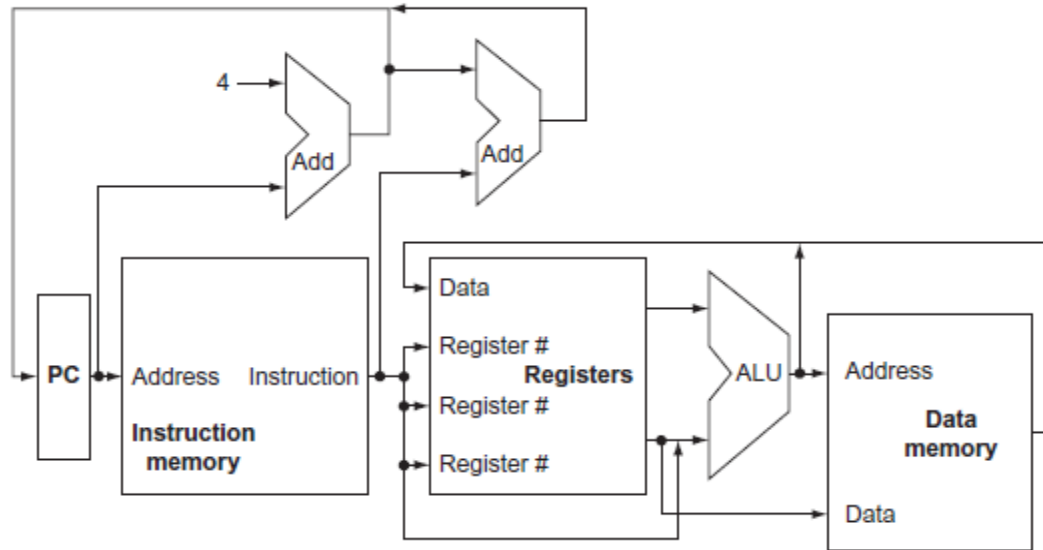 4
Add
Add
Data
Register #
PC
Address
Instruction
Registers
ALU
Address
Register #
Instruction
memory
Data
memory
Register #
Data